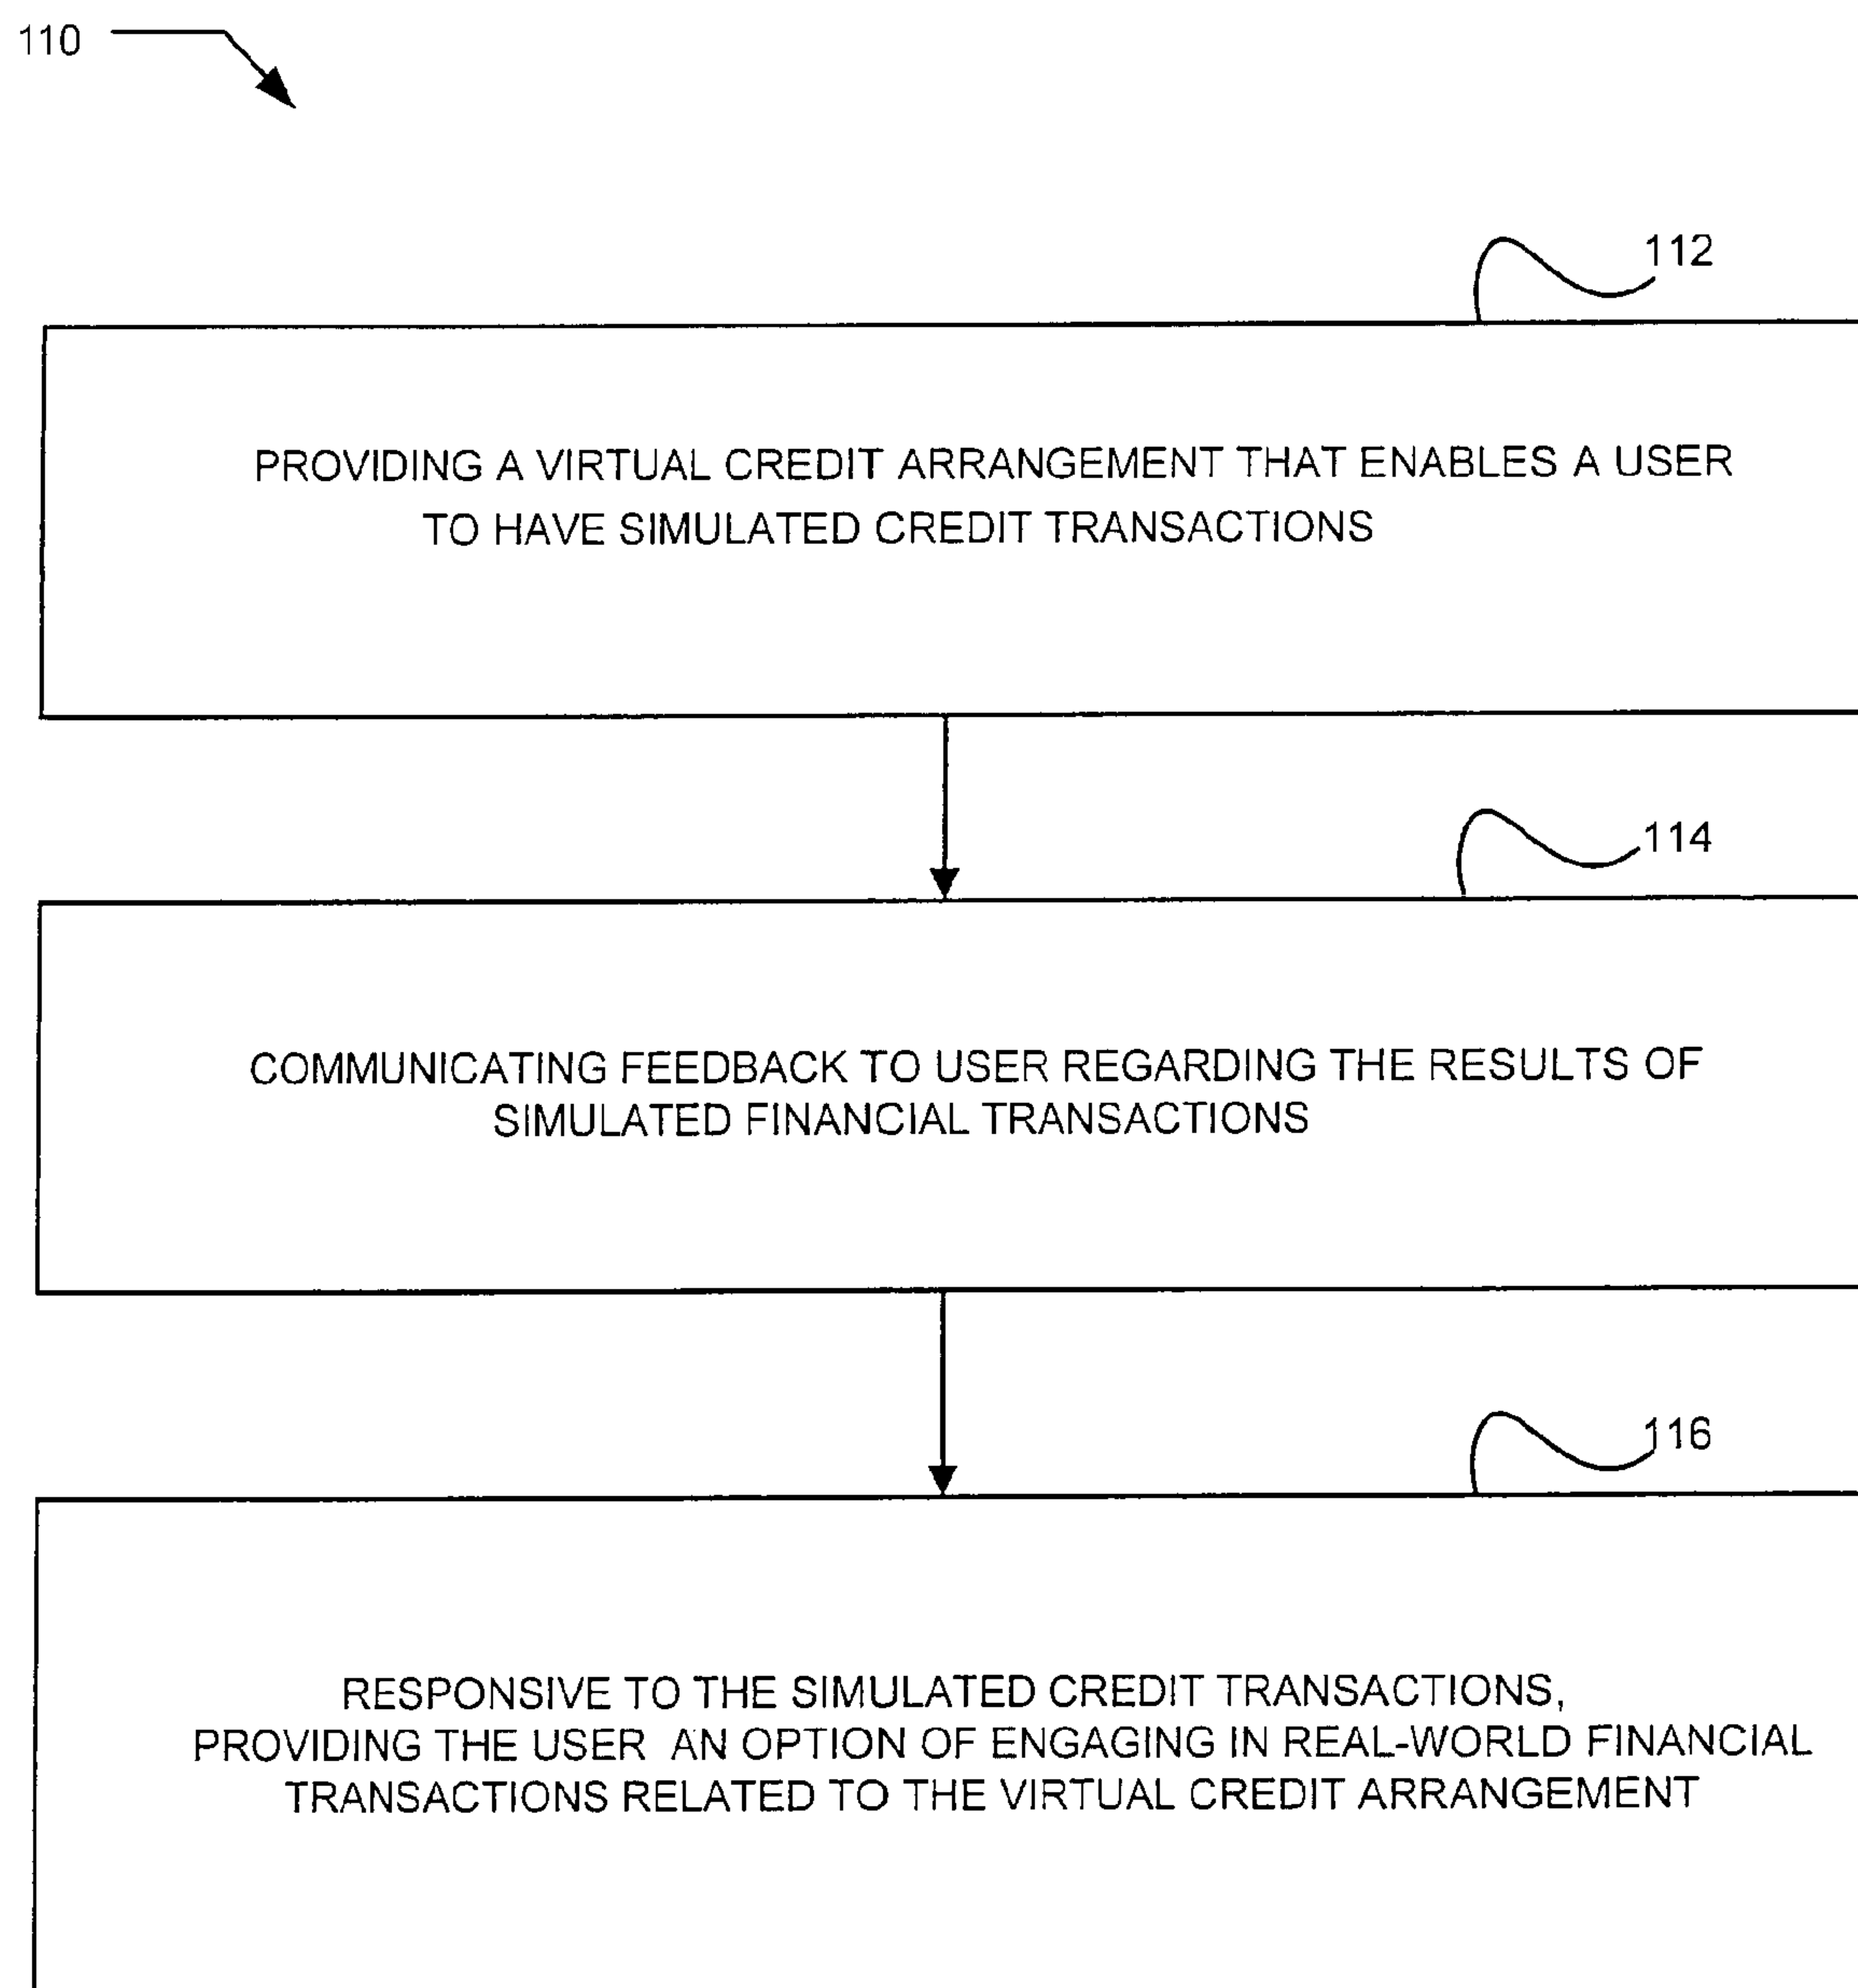 110
112
PROVIDING A VIRTUAL CREDIT ARRANGEMENT THAT ENABLES A USER
TO HAVE SIMULATED CREDIT TRANSACTIONS
114
COMMUNICATING FEEDBACK TO USER REGARDING THE RESULTS OF
SIMULATED FINANCIAL TRANSACTIONS
116
RESPONSIVE TO THE SIMULATED CREDIT TRANSACTIONS,
PROVIDING THE USER AN OPTION OF ENGAGING IN REAL-WORLD FINANCIAL
TRANSACTIONS RELATED TO THE VIRTUAL CREDIT ARRANGEMENT